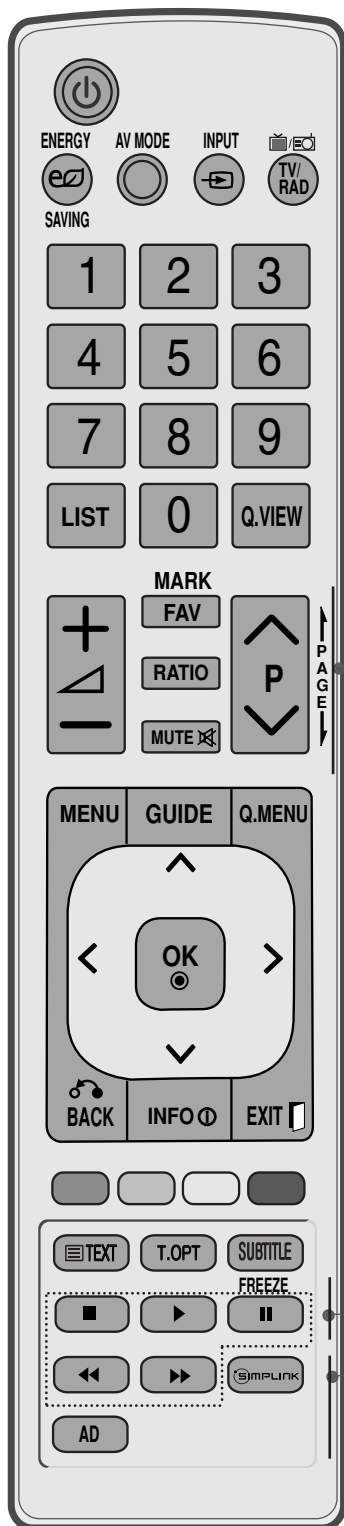 ENERGY AV MODE INPUT
TV/
RAD
SAVING
1 2 3
4 5 6
7 8 9
LIST 0 Q.VIEW
MARK
FAV
RATIO
MUTE
P
PAGE
MENU GUIDE Q.MENU
OK
BACK INFO EXIT
TEXT T.OPT SUBTITLE
FREEZE
SIMPLINK
AD